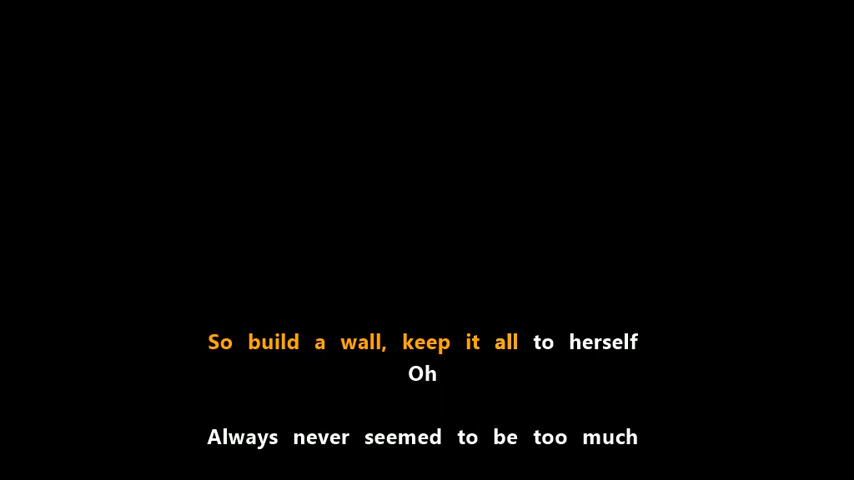 So build a wall, keep it all to herself
Oh
Always never seemed to be too much